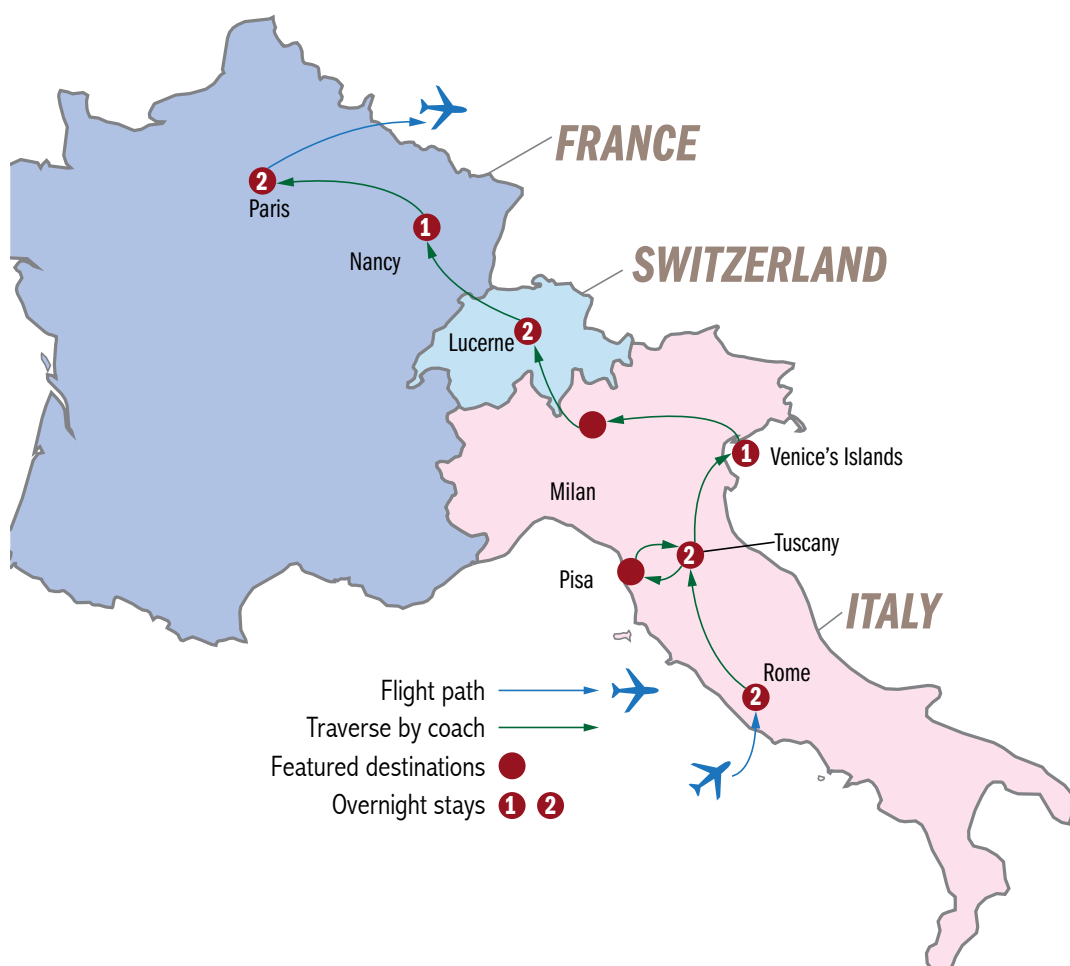 FRANCE
2
Paris
1
Nancy
SWITZERLAND
2
Lucerne
1
Venice's Islands
Milan
2
Tuscany
Pisa
ITALY
Rome
2
Flight path
Traverse by coach
Featured destinations
Overnight stays 1 2